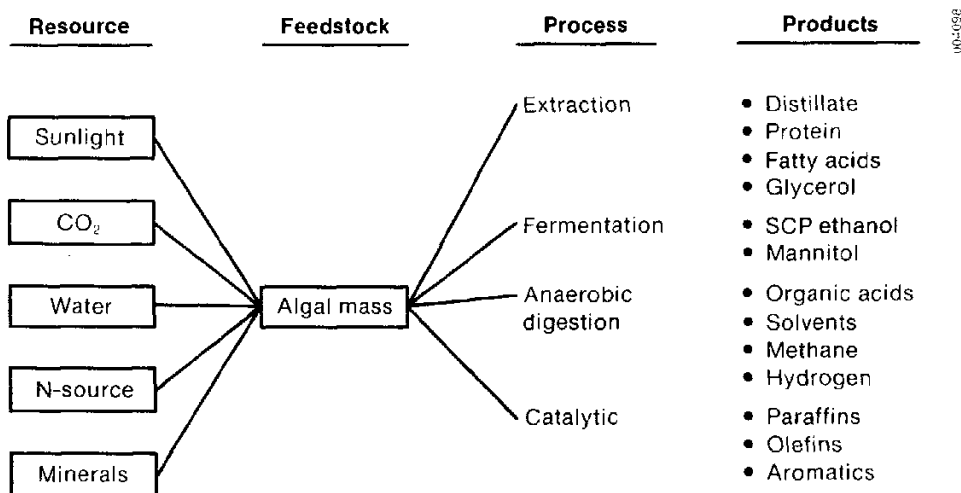 Resource Feedstock Process Products
Sunlight
CO₂
Water
N-source
Minerals
Algal mass
Extraction
Fermentation
Anaerobic
digestion
Catalytic
• Distillate
• Protein
• Fatty acids
• Glycerol
• SCP ethanol
• Mannitol
• Organic acids
• Solvents
• Methane
• Hydrogen
• Paraffins
• Olefins
• Aromatics